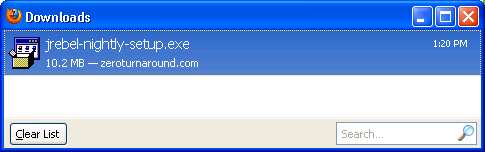 Downloads
jrebel-nightly-setup.exe 1:20 PM
10.2 MB — zeroturnaround.com
Clear List Search...